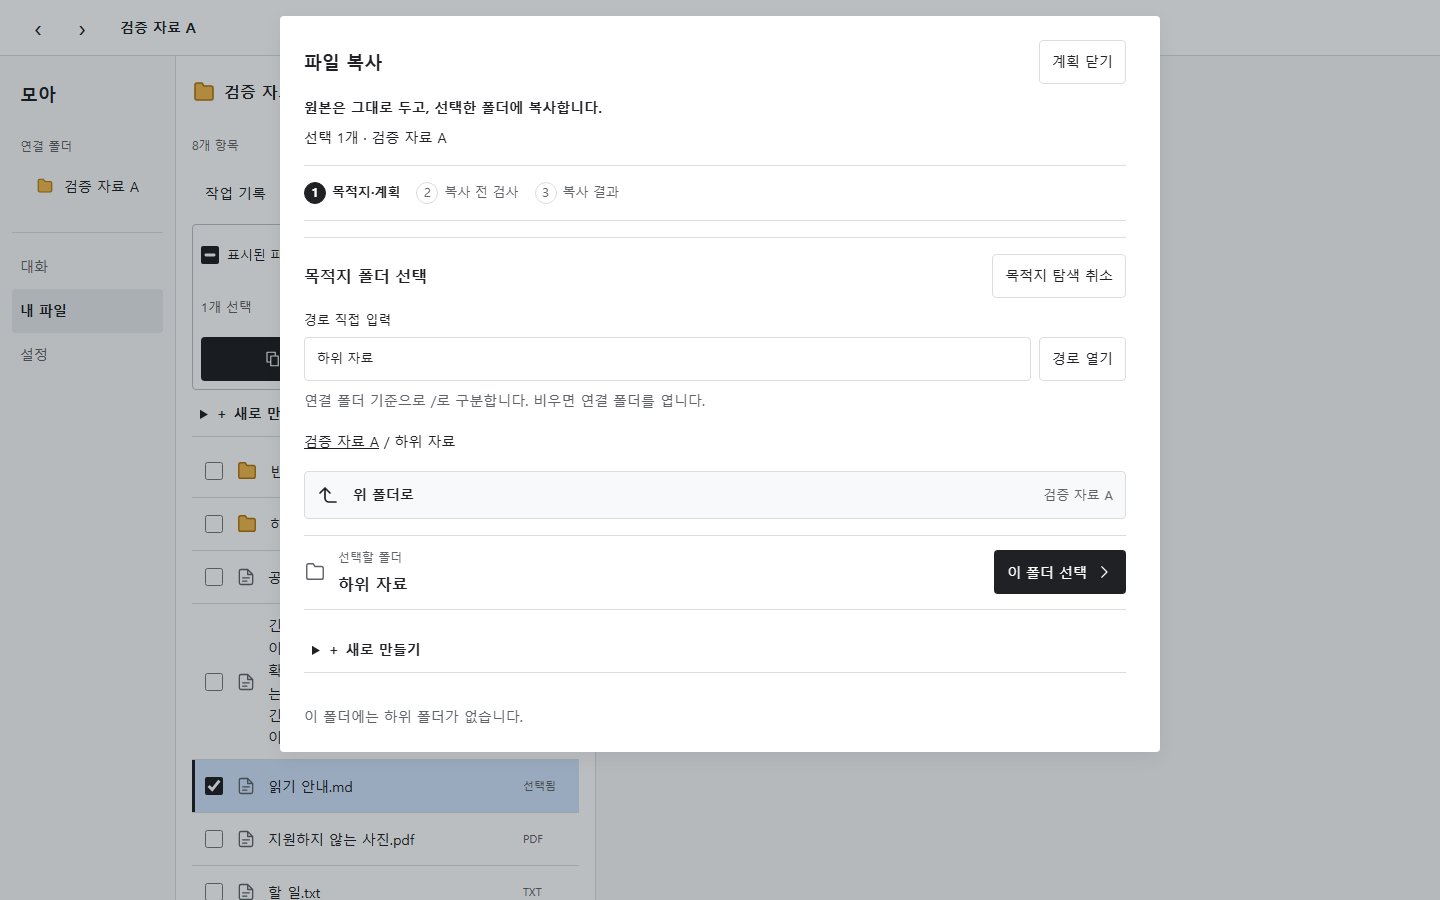 검증 자료 A
모아
연결 폴더
검증 자료 A
대화
내 파일
설정
검증
8개 항목
작업 기록
표시된
1개 선택
+ 새로
읽기 안내.md 선택됨
지원하지 않는 사진.pdf PDF
할 일.txt TXT
파일 복사
계획 닫기
원본은 그대로 두고, 선택한 폴더에 복사합니다.
선택 1개 · 검증 자료 A
1 목적지·계획 2 복사 전 검사 3 복사 결과
목적지 폴더 선택
목적지 탐색 취소
경로 직접 입력
하위 자료
경로 열기
연결 폴더 기준으로 /로 구분합니다. 비우면 연결 폴더를 엽니다.
검증 자료 A / 하위 자료
위 폴더로 검증 자료 A
선택할 폴더
하위 자료
이 폴더 선택
+ 새로 만들기
이 폴더에는 하위 폴더가 없습니다.